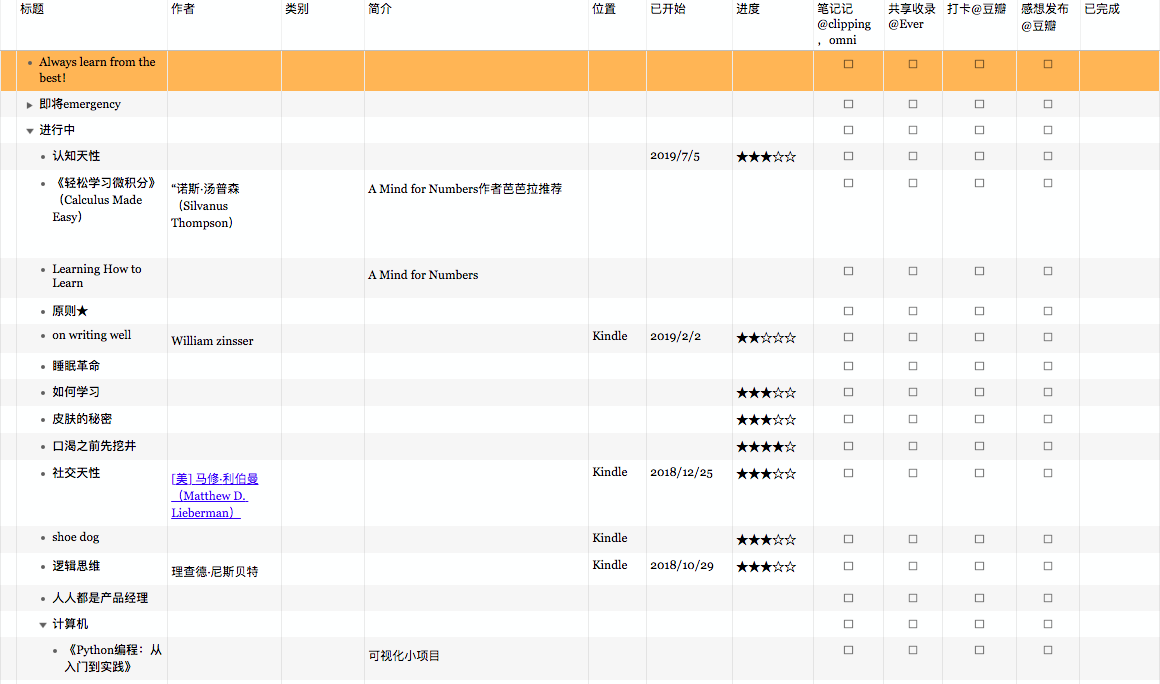 标题 作者 类别 简介 位置 已开始 进度 笔记记 共享收录 打卡@豆瓣 感想发布 已完成
@clipping @Ever @豆瓣
，omni
Always learn from the
best!
即将emergency
进行中
认知天性 2019/7/5 ★★★☆☆
《轻松学习微积分》 “诺斯·汤普森 A Mind for Numbers作者芭芭拉推荐
（Calculus Made （Silvanus
Easy） Thompson）
Learning How to A Mind for Numbers
Learn
原则★
on writing well William zinsser Kindle 2019/2/2 ★★☆☆☆
睡眠革命
如何学习 ★★★☆☆
皮肤的秘密 ★★★☆☆
口渴之前先挖井 ★★★★☆
社交天性 [美] 马修·利伯曼 Kindle 2018/12/25 ★★★☆☆
（Matthew D.
Lieberman）
shoe dog Kindle ★★★☆☆
逻辑思维 理查德·尼斯贝特 Kindle 2018/10/29 ★★★☆☆
人人都是产品经理
计算机
《Python编程：从 可视化小项目
入门到实践》